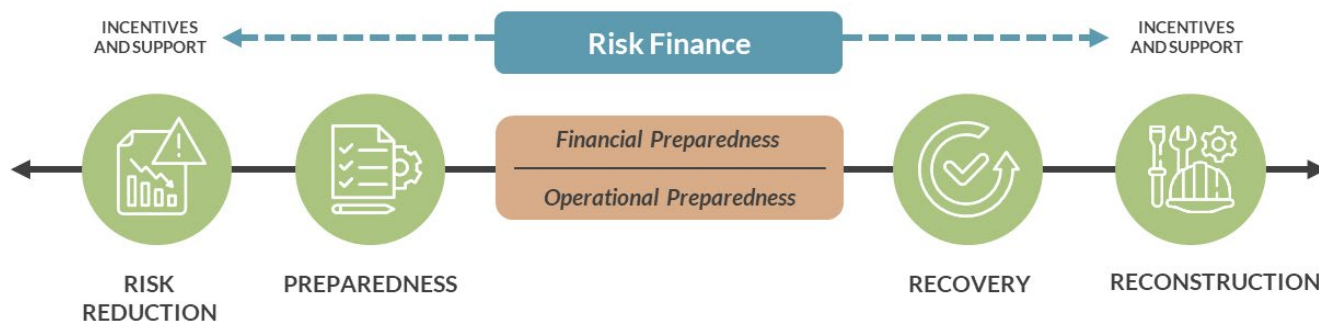 INCENTIVES
AND SUPPORT
Risk Finance
INCENTIVES
AND SUPPORT
Financial Preparedness
Operational Preparedness
RISK
REDUCTION
PREPAREDNESS
RECOVERY
RECONSTRUCTION